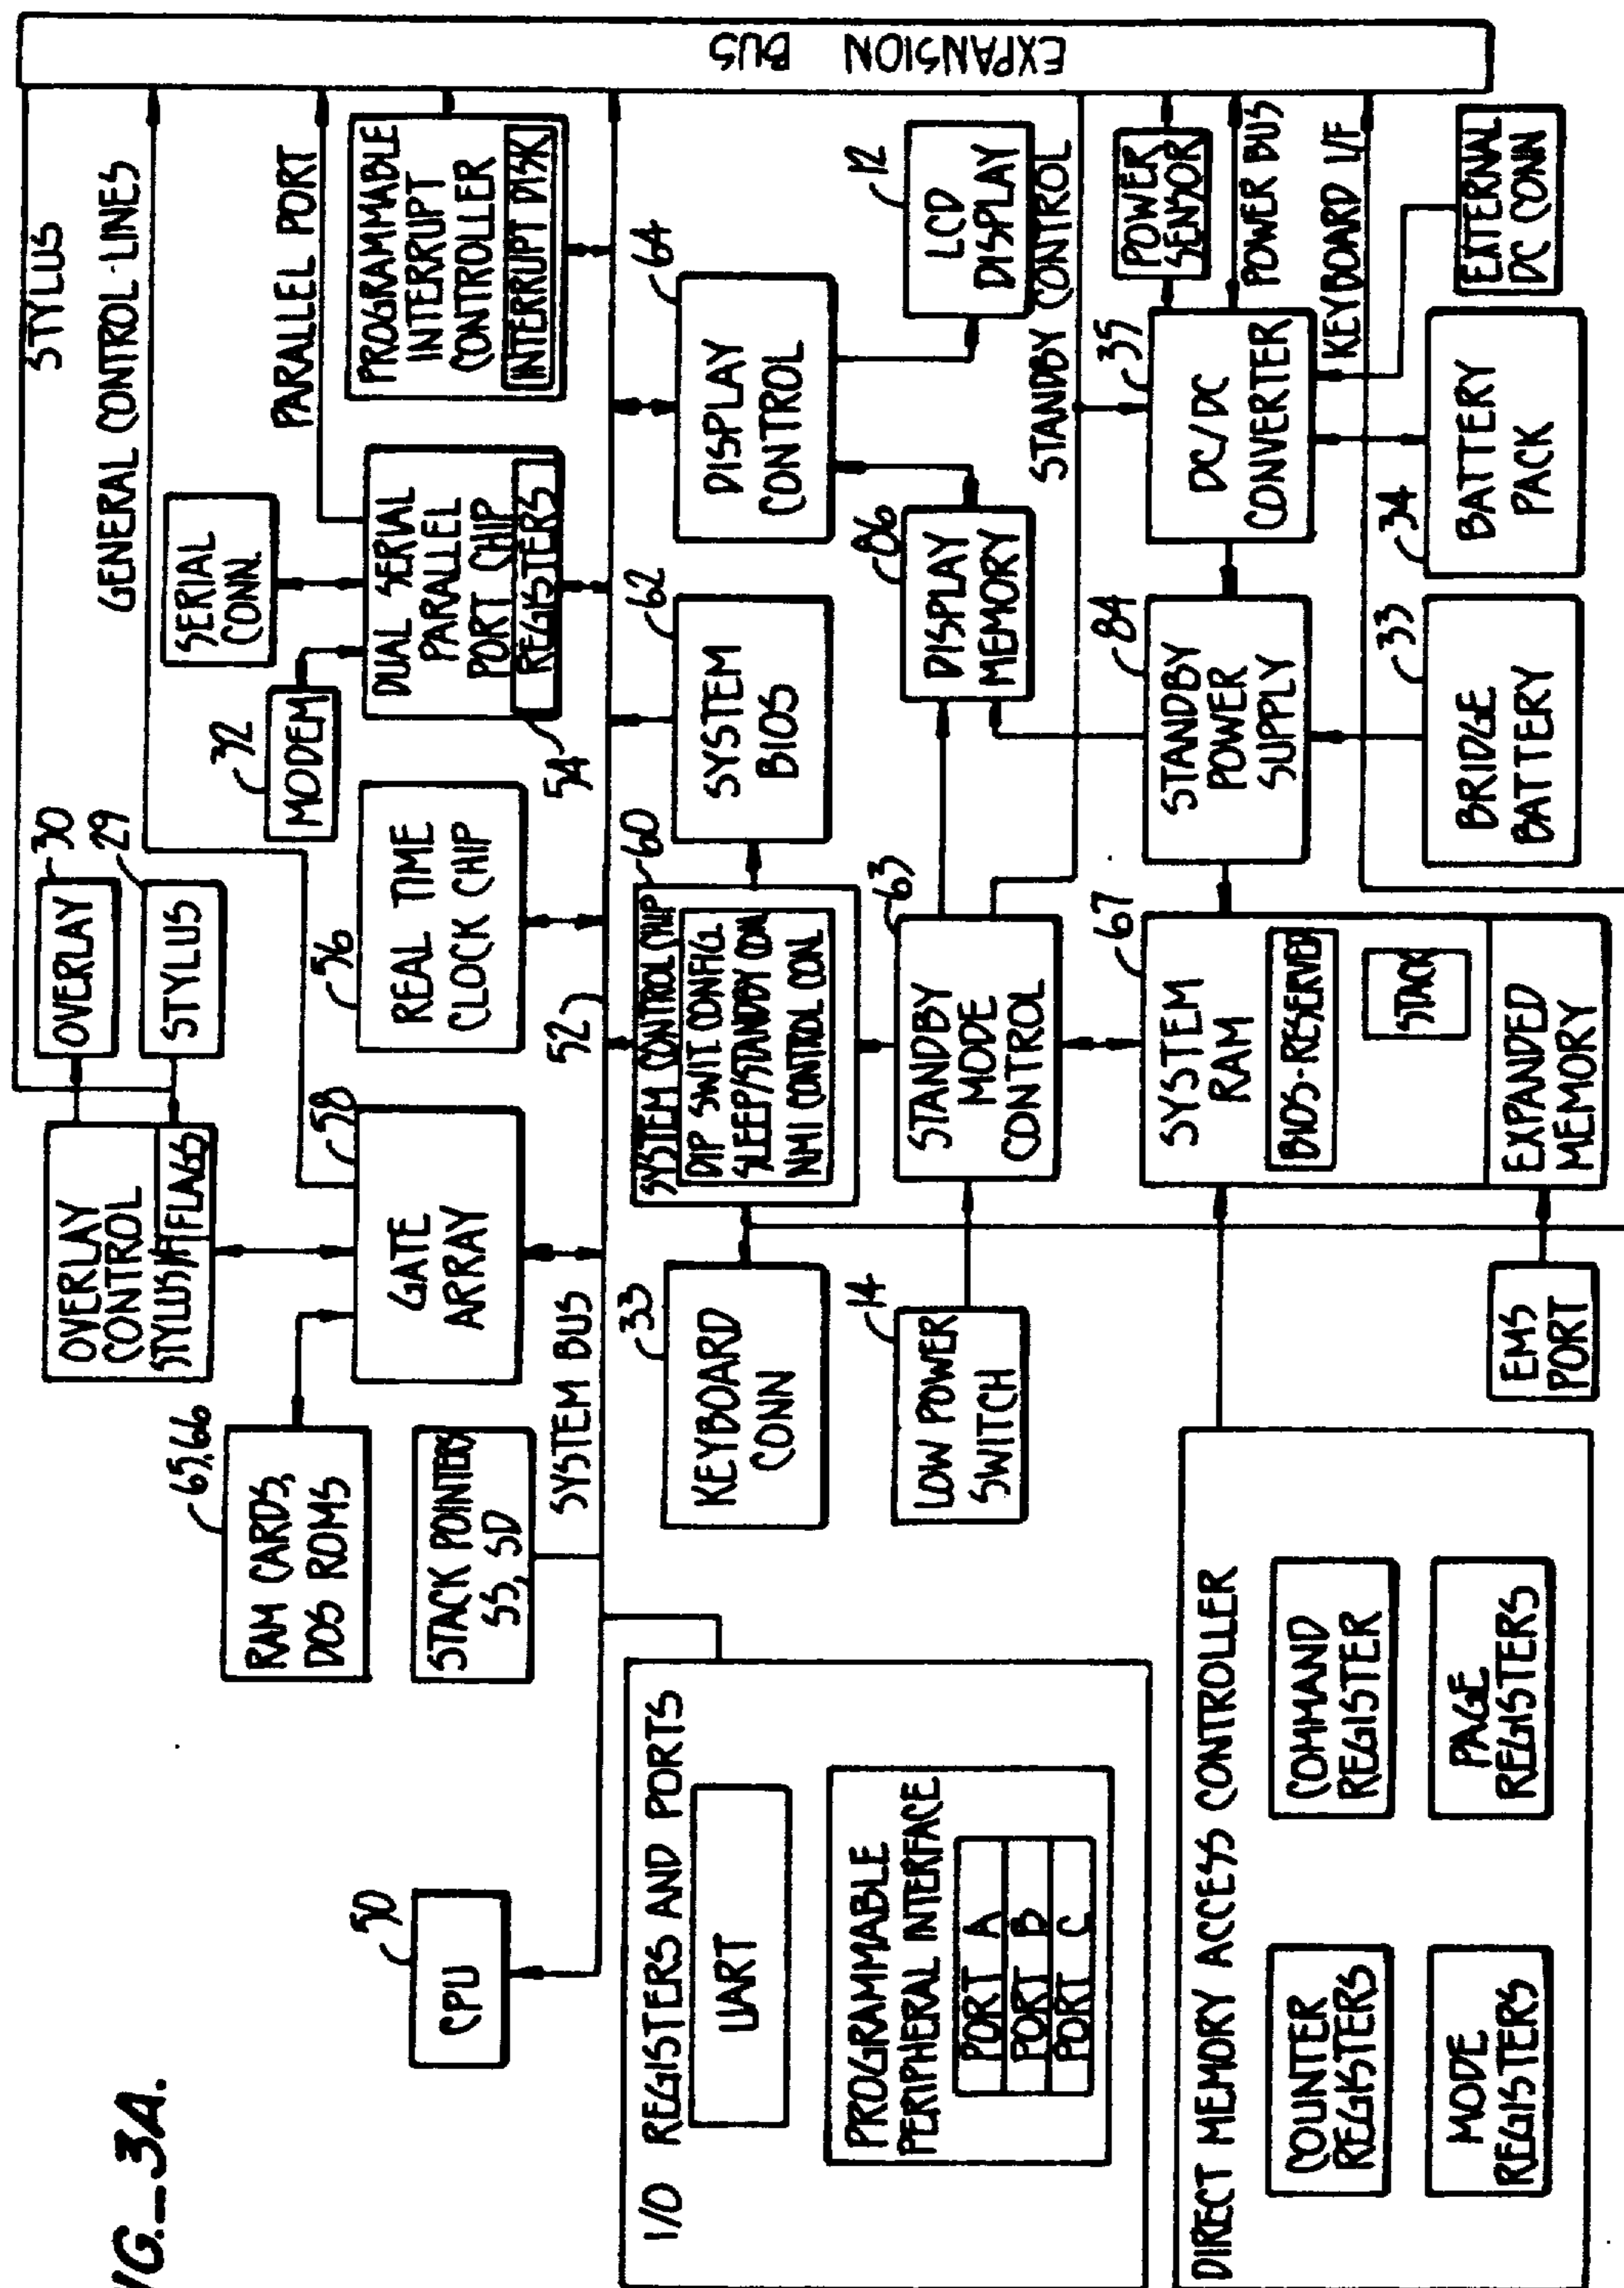 STYLUS
GENERAL CONTROL LINES
PARALLEL PORT
EXPANSION BUS
OVERLAY
30
STYLUS
29
OVERLAY
CONTROL
STYLUS I/F
FLAGS
SERIAL
CONN
32
MODEM
DUAL SERIAL
PARALLEL
PORT CHIP
REGISTERS
54
PROGRAMMABLE
INTERRUPT
CONTROLLER
INTERRUPT DISK
65,66
RAM CARDS,
DOS ROMS
58
GATE
ARRAY
56
REAL TIME
CLOCK CHIP
STACK POINTERS
SS, SD
50
CPU
SYSTEM BUS
52
I/O REGISTERS AND PORTS
UART
PROGRAMMABLE
PERIPHERAL INTERFACE
PORT A
PORT B
PORT C
33
KEYBOARD
CONN
60
SYSTEM CONTROL CHIP
DIP SWIT CONFIG
SLEEP/STANDBY CON
NMI CONTROL CON.
62
SYSTEM
BIOS
64
DISPLAY
CONTROL
14
LOW POWER
SWITCH
63
STANDBY
MODE
CONTROL
86
DISPLAY
MEMORY
12
LCD
DISPLAY
STANDBY CONTROL
DIRECT MEMORY ACCESS CONTROLLER
COUNTER
REGISTERS
COMMAND
REGISTER
MODE
REGISTERS
PAGE
REGISTERS
67
SYSTEM
RAM
BIOS-RESERVED
STACK
EXPANDED
MEMORY
EMS
PORT
84
STANDBY
POWER
SUPPLY
35
DC/DC
CONVERTER
POWER
SENSOR
POWER BUS
KEYBOARD I/F
33
BRIDGE
BATTERY
34
BATTERY
PACK
EXTERNAL
DC CONN
IG._3A.